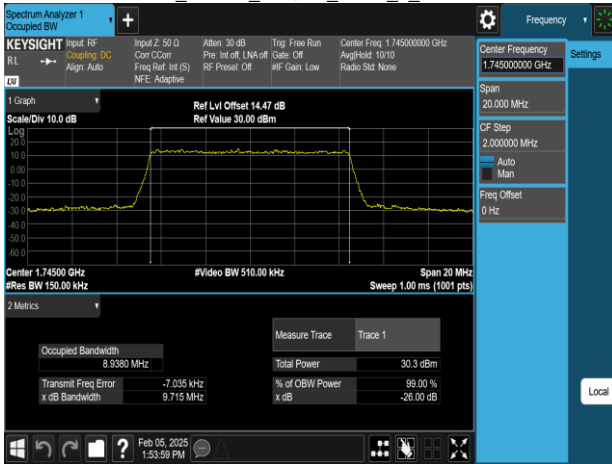 Spectrum Analyzer 1
Occupied BW
Frequency
KEYSIGHT
RL
LXI
Input: RF
Coupling: DC
Align: Auto
Input Z: 50 Ω
Corr CCorr
Freq Ref: Int (S)
NFE: Adaptive
Atten: 30 dB
Pre: Int off, LNA off
RF Preset: Off
Trig: Free Run
Gate: Off
#IF Gain: Low
Center Freq: 1.745000000 GHz
Avg|Hold: 10/10
Radio Std: None
Center Frequency
1.745000000 GHz
Settings
Span
20.000 MHz
CF Step
2.000000 MHz
Auto
Man
Freq Offset
0 Hz
Local
1 Graph
Scale/Div 10.0 dB
Ref Lvl Offset 14.47 dB
Ref Value 30.00 dBm
Log
20.0
10.0
0.00
-10.0
-20.0
-30.0
-40.0
-50.0
-60.0
Center 1.74500 GHz
#Res BW 150.00 kHz
#Video BW 510.00 kHz
Span 20 MHz
Sweep 1.00 ms (1001 pts)
2 Metrics
Measure Trace Trace 1
Occupied Bandwidth
8.9380 MHz
Total Power 30.3 dBm
Transmit Freq Error -7.035 kHz
% of OBW Power 99.00 %
x dB Bandwidth 9.715 MHz
x dB -26.00 dB
?
Feb 05, 2025
1:53:59 PM